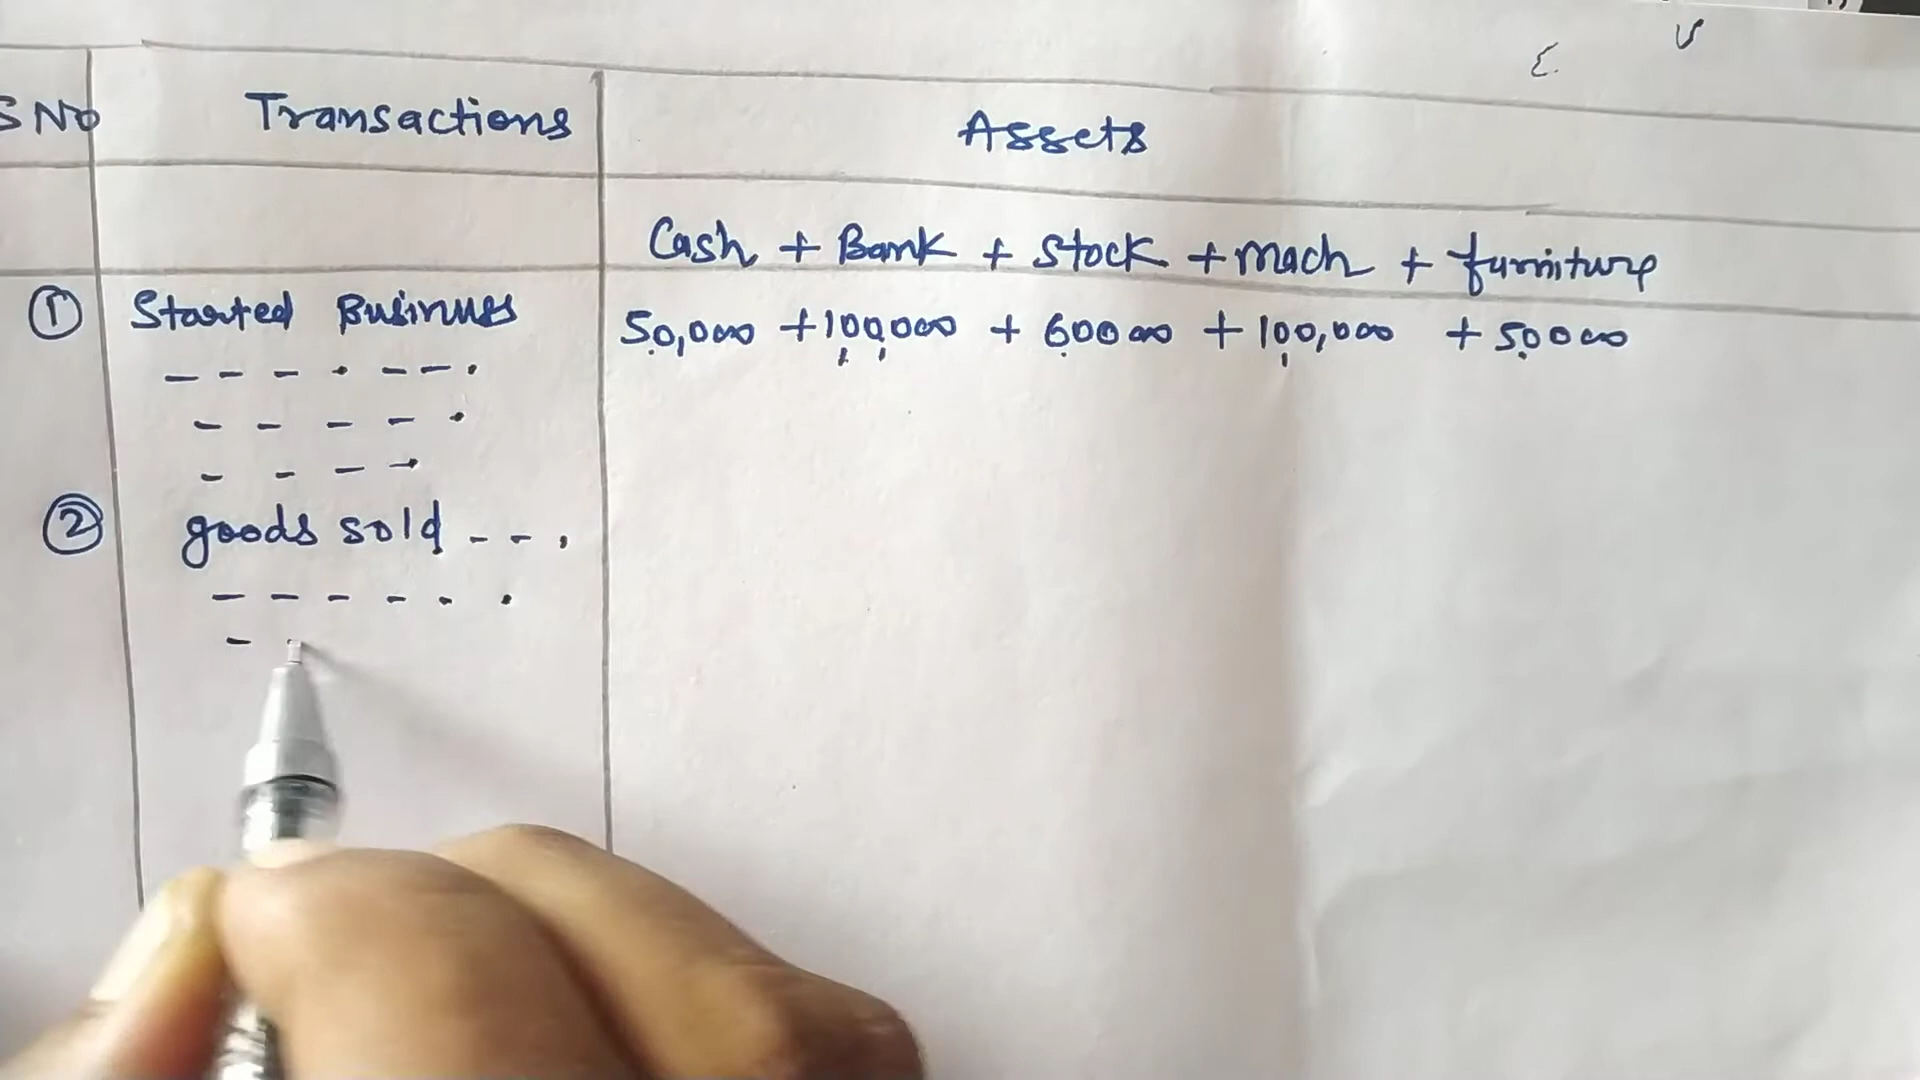 S NO Transactions Assets
Cash + Bank + Stock + Mach + furniture
① Started Business 50,000 + 100,000 + 60000 + 100,000 + 50000
- - - - - - -
- - - - -
- - - -
② goods sold - - -
- - - - - -
- -